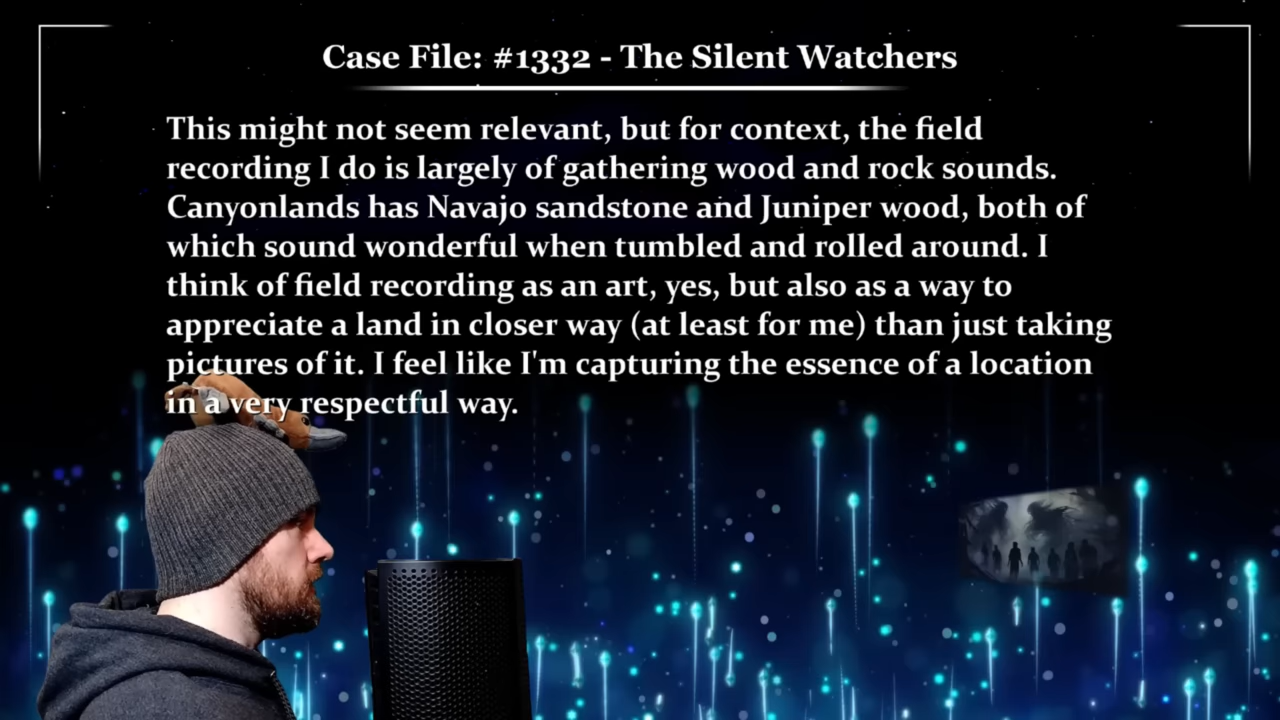 Case File: #1332 - The Silent Watchers
This might not seem relevant, but for context, the field
recording I do is largely of gathering wood and rock sounds.
Canyonlands has Navajo sandstone and Juniper wood, both of
which sound wonderful when tumbled and rolled around. I
think of field recording as an art, yes, but also as a way to
appreciate a land in closer way (at least for me) than just taking
pictures of it. I feel like I'm capturing the essence of a location
in a very respectful way.